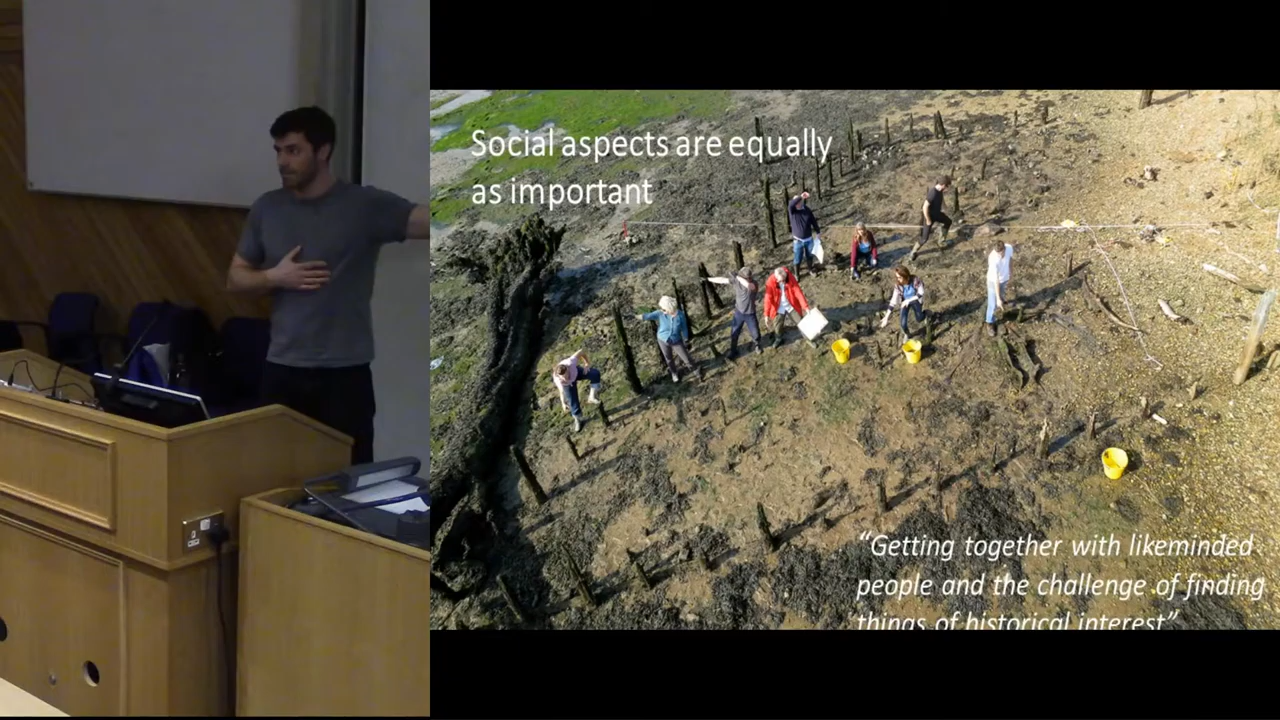 Social aspects are equally
as important
“Getting together with likeminded
people and the challenge of finding
things of historical interest”